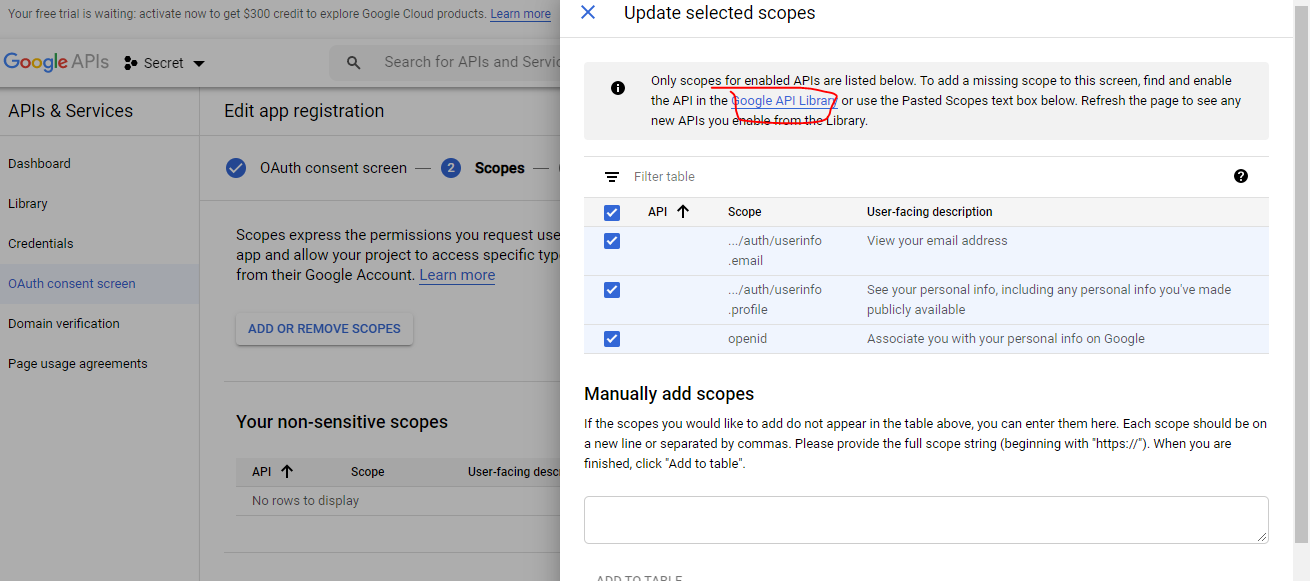 Your free trial is waiting: activate now to get $300 credit to explore Google Cloud products. Learn more
Google APIs
Secret
Search for APIs and Servic
APIs & Services
Dashboard
Library
Credentials
OAuth consent screen
Domain verification
Page usage agreements
Edit app registration
OAuth consent screen — 2 Scopes —
Scopes express the permissions you request use
app and allow your project to access specific typ
from their Google Account. Learn more
ADD OR REMOVE SCOPES
Your non-sensitive scopes
API Scope User-facing desc
No rows to display
Update selected scopes
Only scopes for enabled APIs are listed below. To add a missing scope to this screen, find and enable
the API in the Google API Library or use the Pasted Scopes text box below. Refresh the page to see any
new APIs you enable from the Library.
Filter table
API Scope User-facing description
.../auth/userinfo View your email address
.email
.../auth/userinfo See your personal info, including any personal info you've made
.profile publicly available
openid Associate you with your personal info on Google
Manually add scopes
If the scopes you would like to add do not appear in the table above, you can enter them here. Each scope should be on
a new line or separated by commas. Please provide the full scope string (beginning with "https://"). When you are
finished, click "Add to table".
ADD TO TABLE